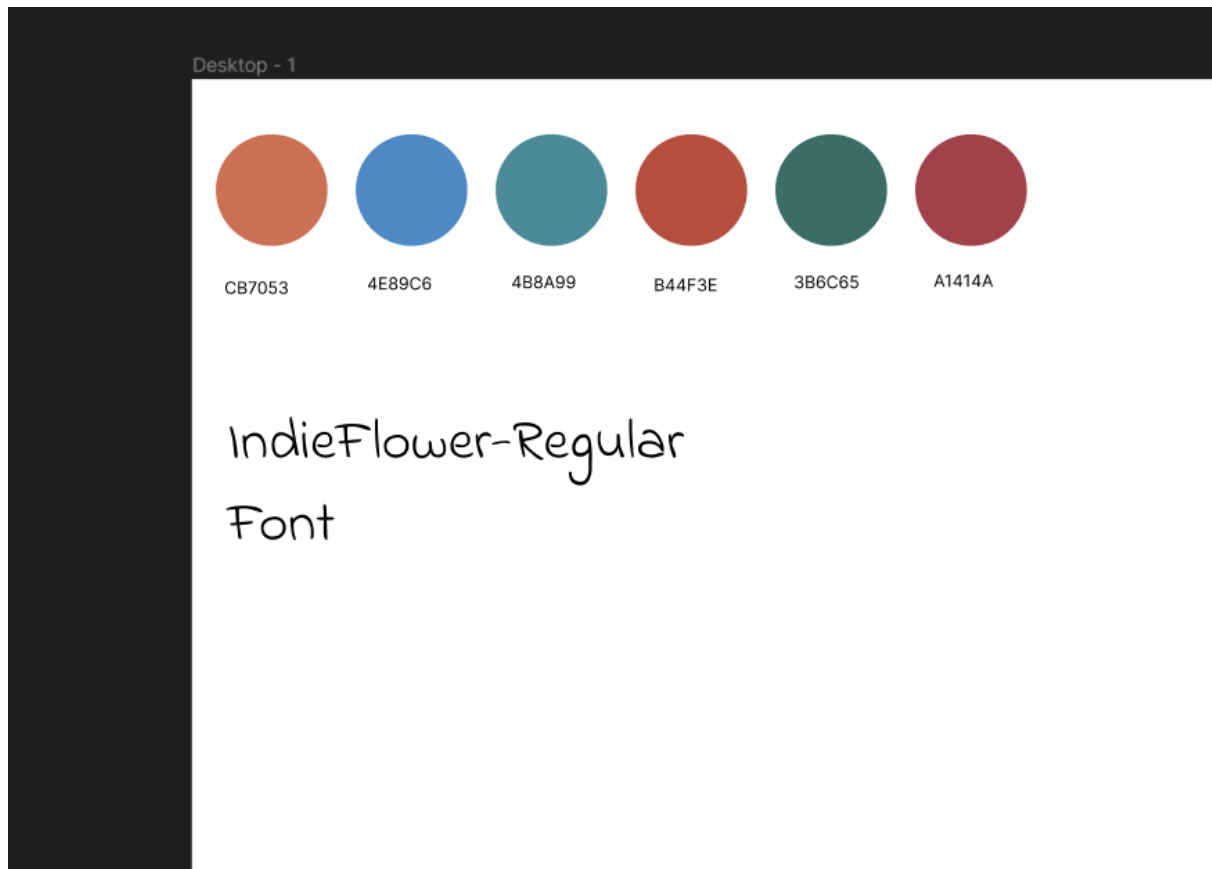 Desktop - 1
CB7053 4E89C6 4B8A99 B44F3E 3B6C65 A1414A
IndieFlower-Regular
Font